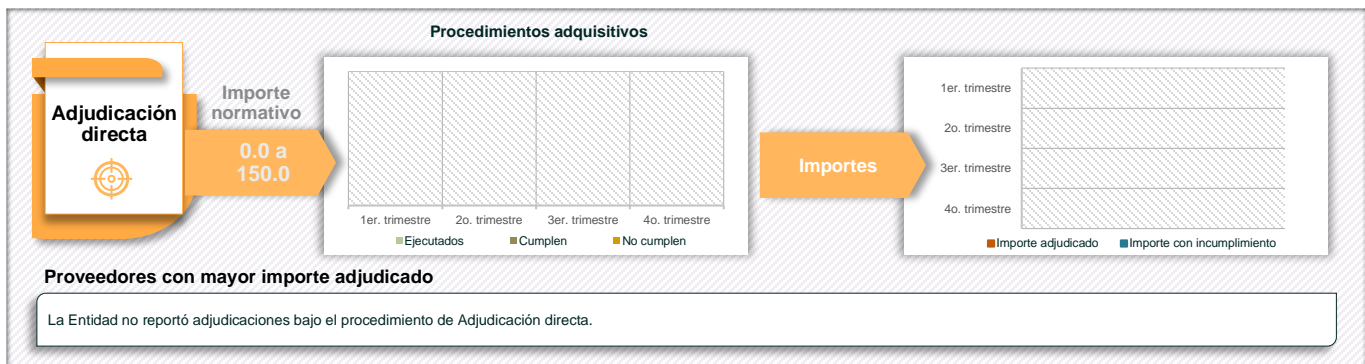 Procedimientos adquisitivos
Adjudicación
directa
Importe
normativo
0.0 a
150.0
1er. trimestre 2o. trimestre 3er. trimestre 4o. trimestre
Ejecutados Cumplen No cumplen
Importes
1er. trimestre
2o. trimestre
3er. trimestre
4o. trimestre
Importe adjudicado Importe con incumplimiento
Proveedores con mayor importe adjudicado
La Entidad no reportó adjudicaciones bajo el procedimiento de Adjudicación directa.